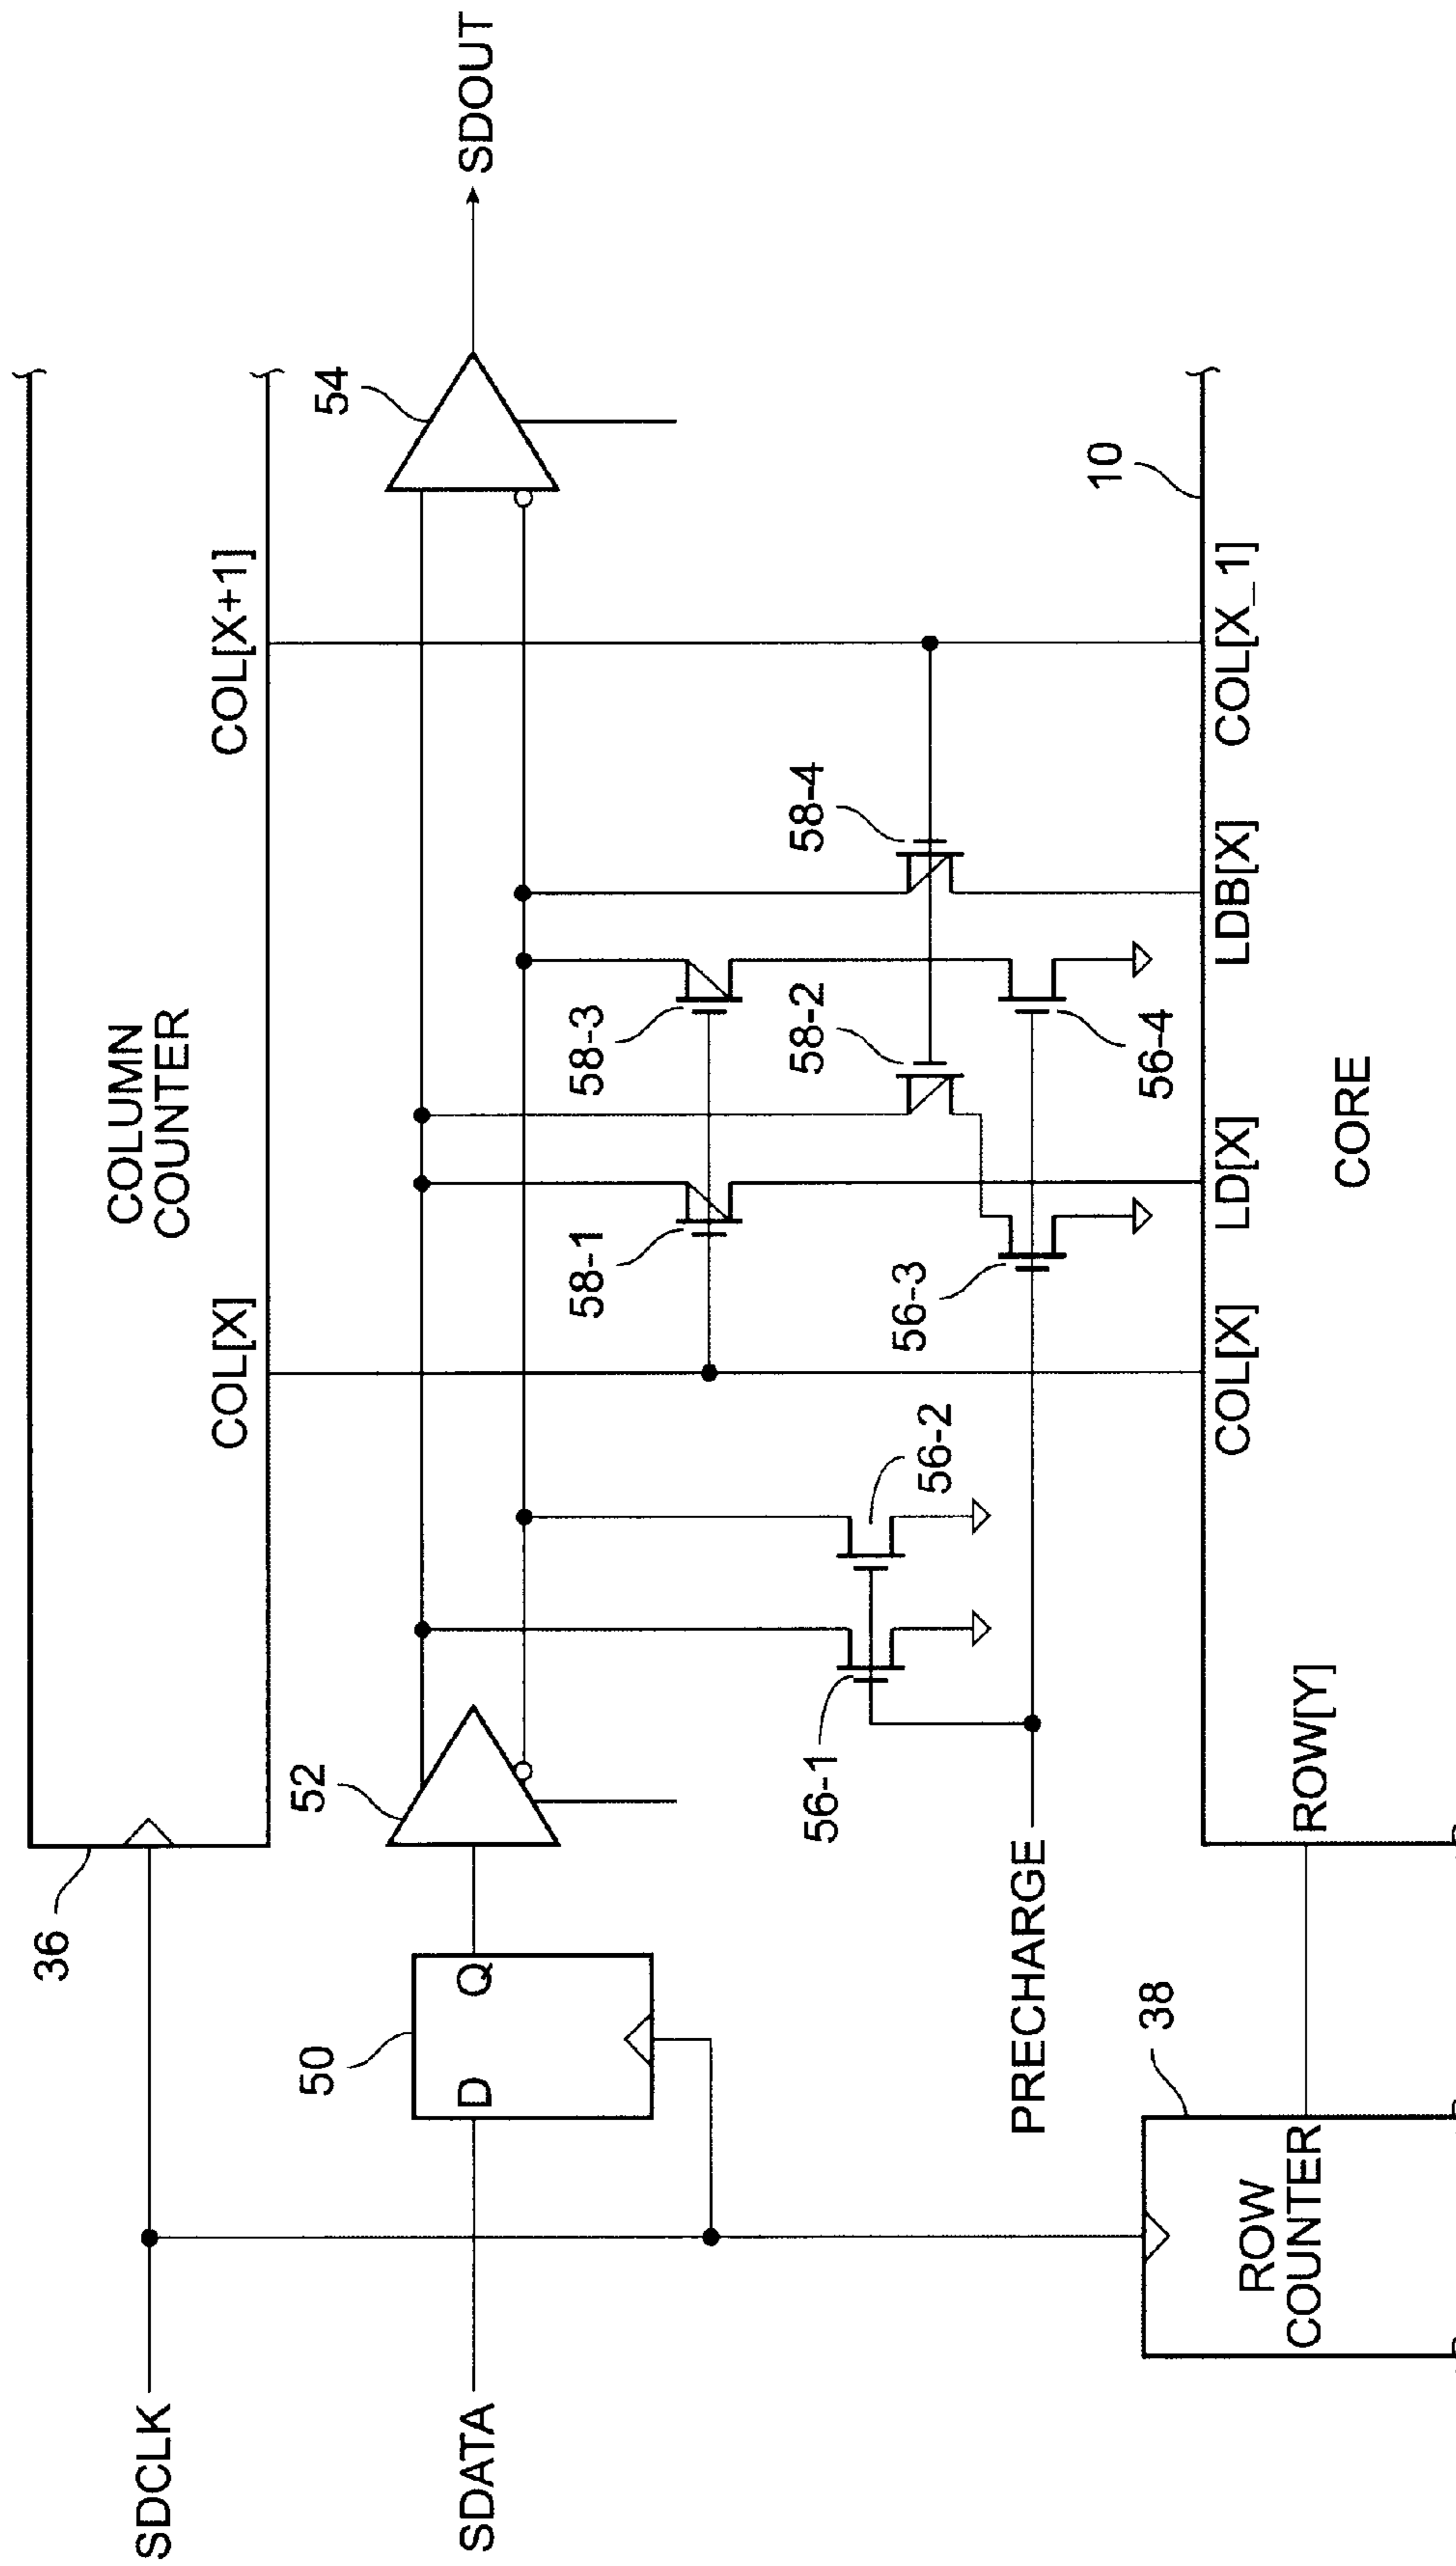 SDCLK
36
COLUMN
COUNTER
COL[X]
COL[X+1]
SDATA
50
D
Q
52
54
SDOUT
58-1
58-3
58-2
58-4
56-1
56-2
56-3
56-4
PRECHARGE
38
ROW
COUNTER
ROW[Y]
COL[X]
LD[X]
LDB[X]
COL[X_1]
10
CORE